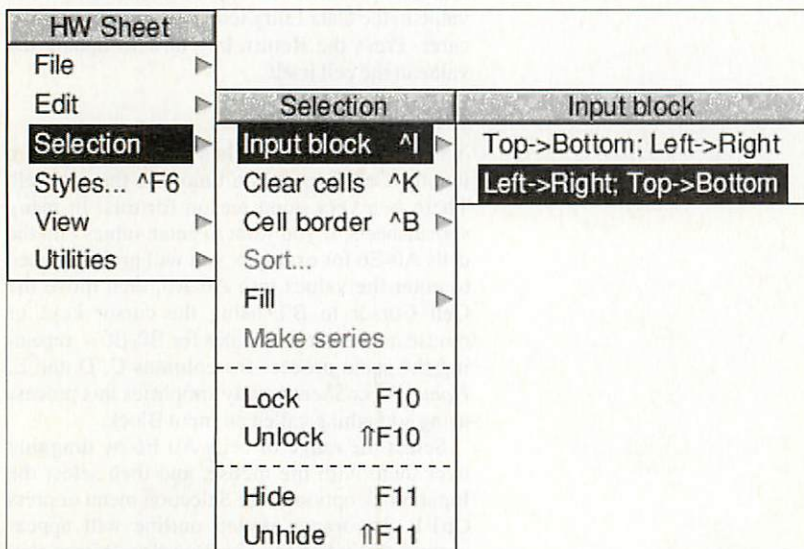 HW Sheet
File
Edit
Selection
Styles... ^F6
View
Utilities
Selection
Input block ^I
Clear cells ^K
Cell border ^B
Sort...
Fill
Make series
Lock F10
Unlock ⇑F10
Hide F11
Unhide ⇑F11
Input block
Top->Bottom; Left->Right
Left->Right; Top->Bottom